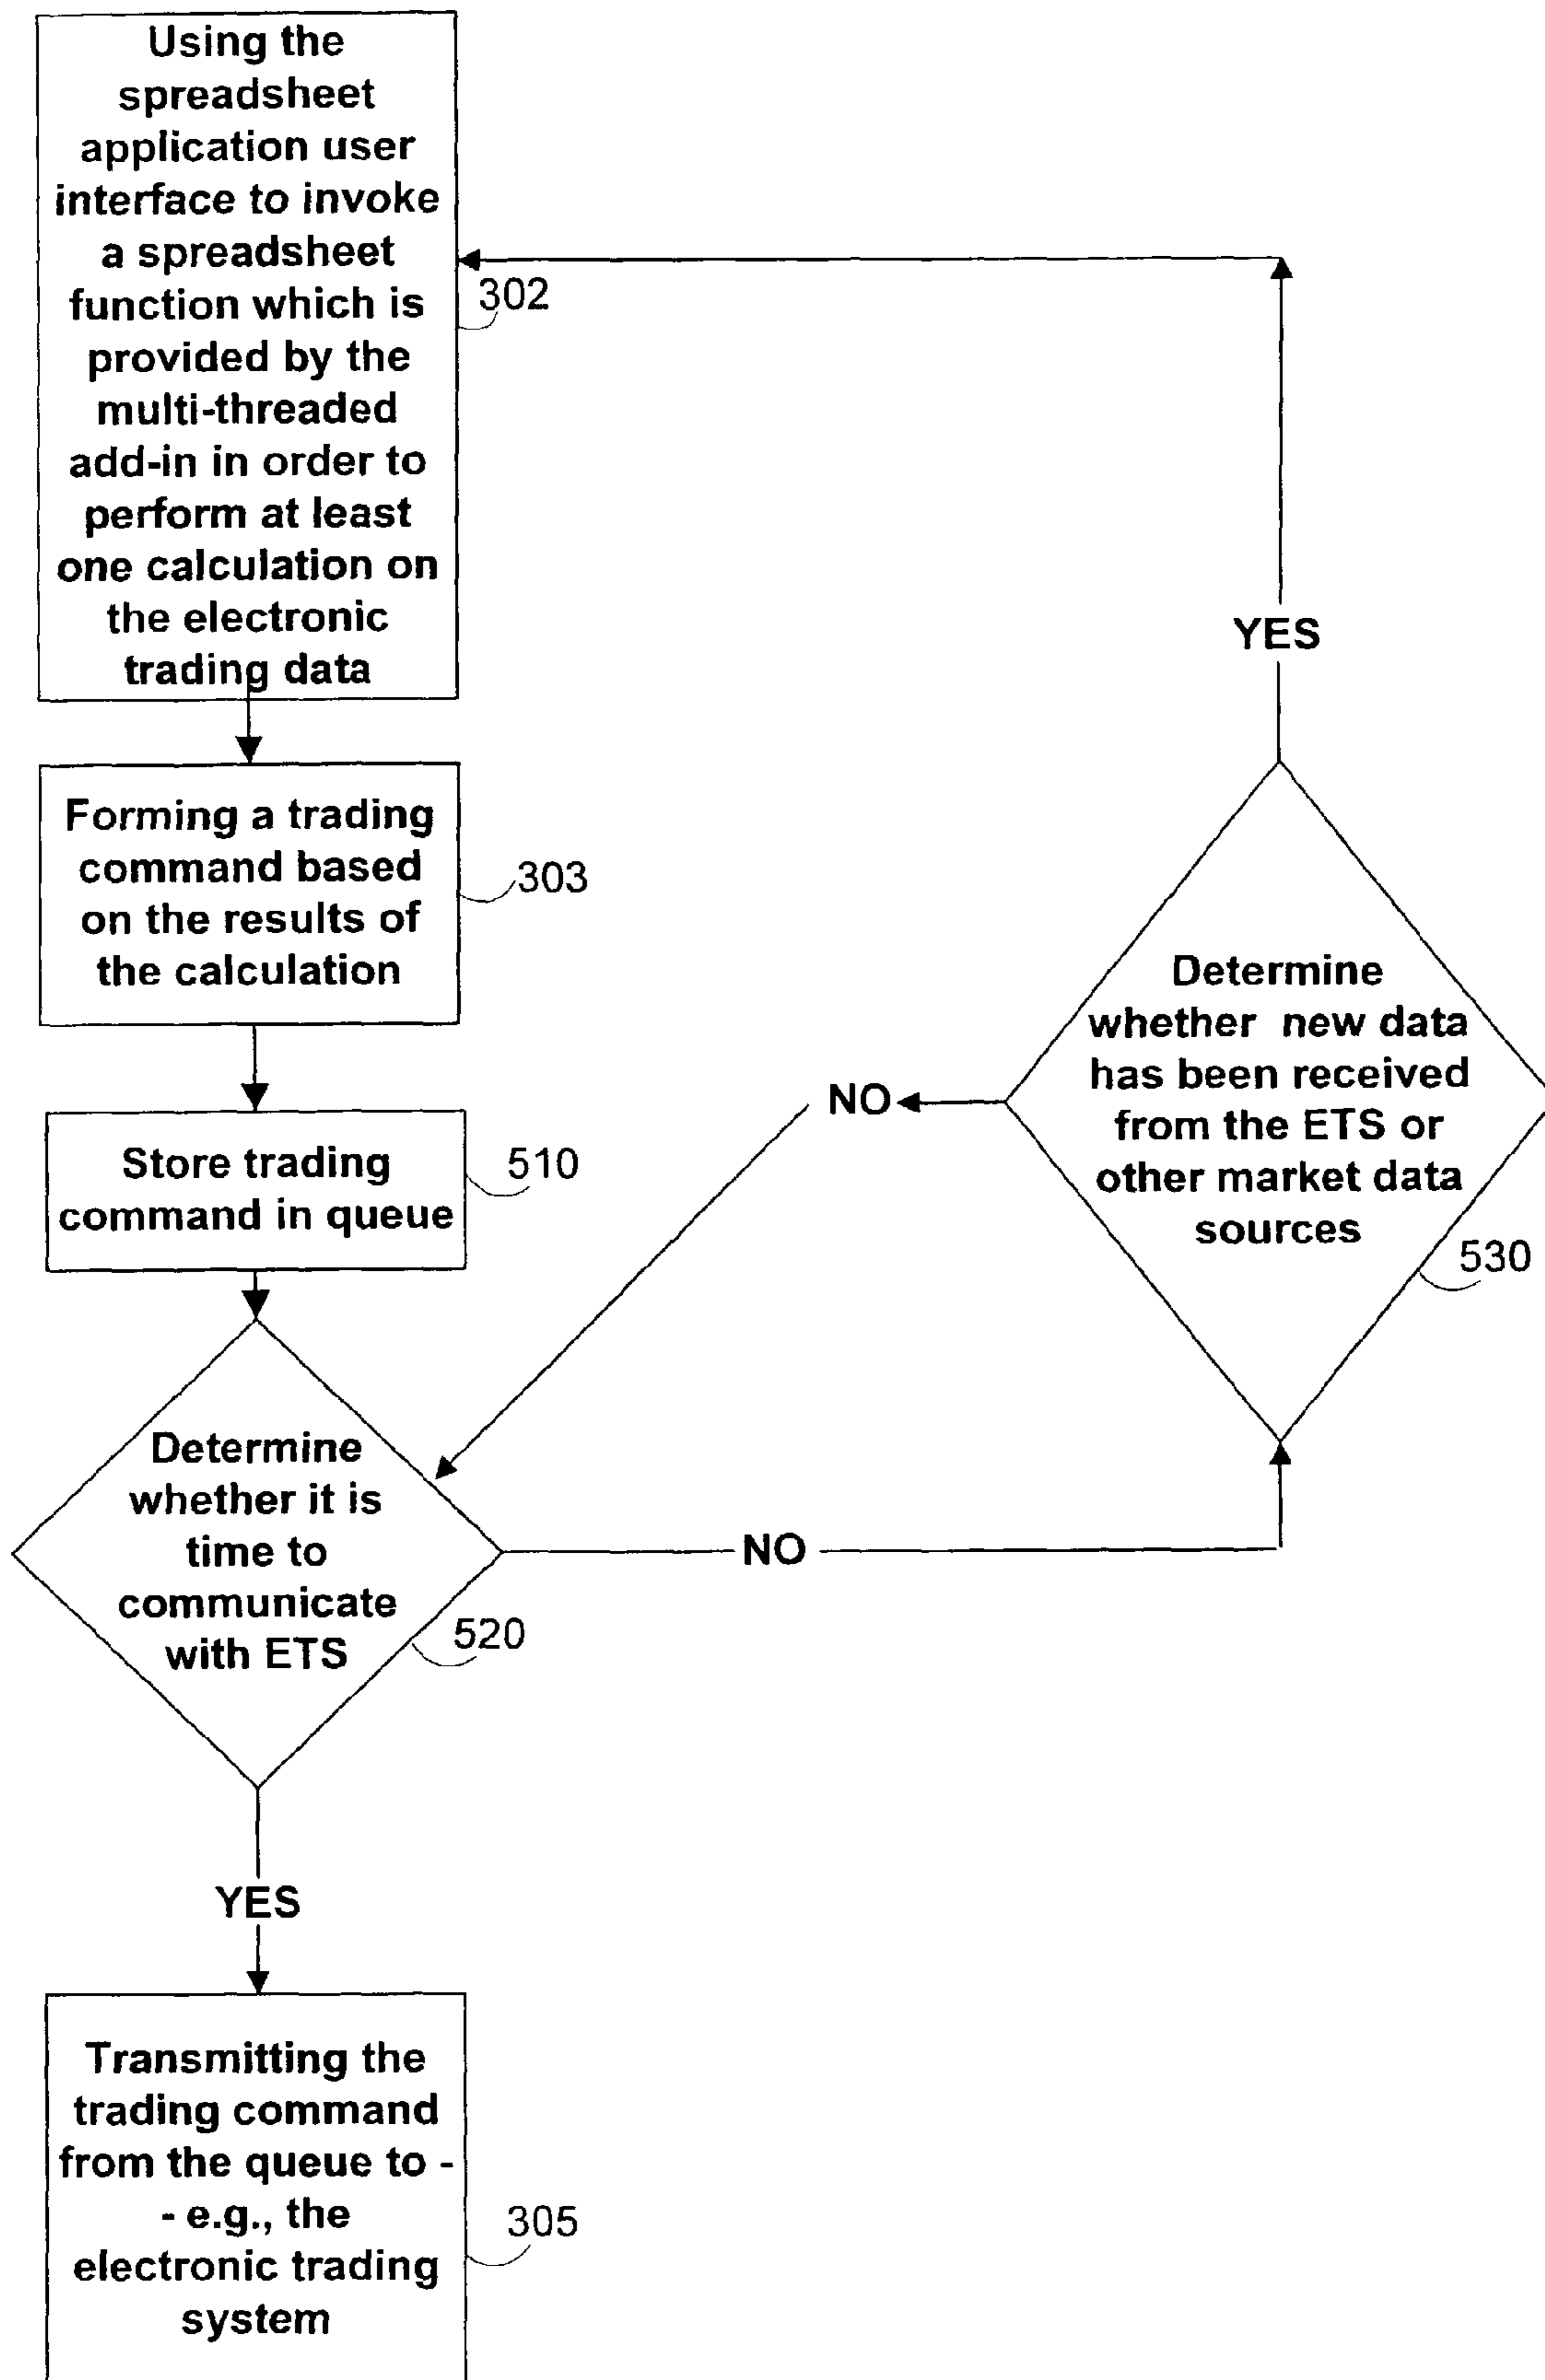 Using the
spreadsheet
application user
interface to invoke
a spreadsheet
function which is
provided by the
multi-threaded
add-in in order to
perform at least
one calculation on
the electronic
trading data
302
Forming a trading
command based
on the results of
the calculation
303
Store trading
command in queue
510
Determine
whether it is
time to
communicate
with ETS
520
NO
YES
Determine
whether new data
has been received
from the ETS or
other market data
sources
530
NO
YES
Transmitting the
trading command
from the queue to -
- e.g., the
electronic trading
system
305